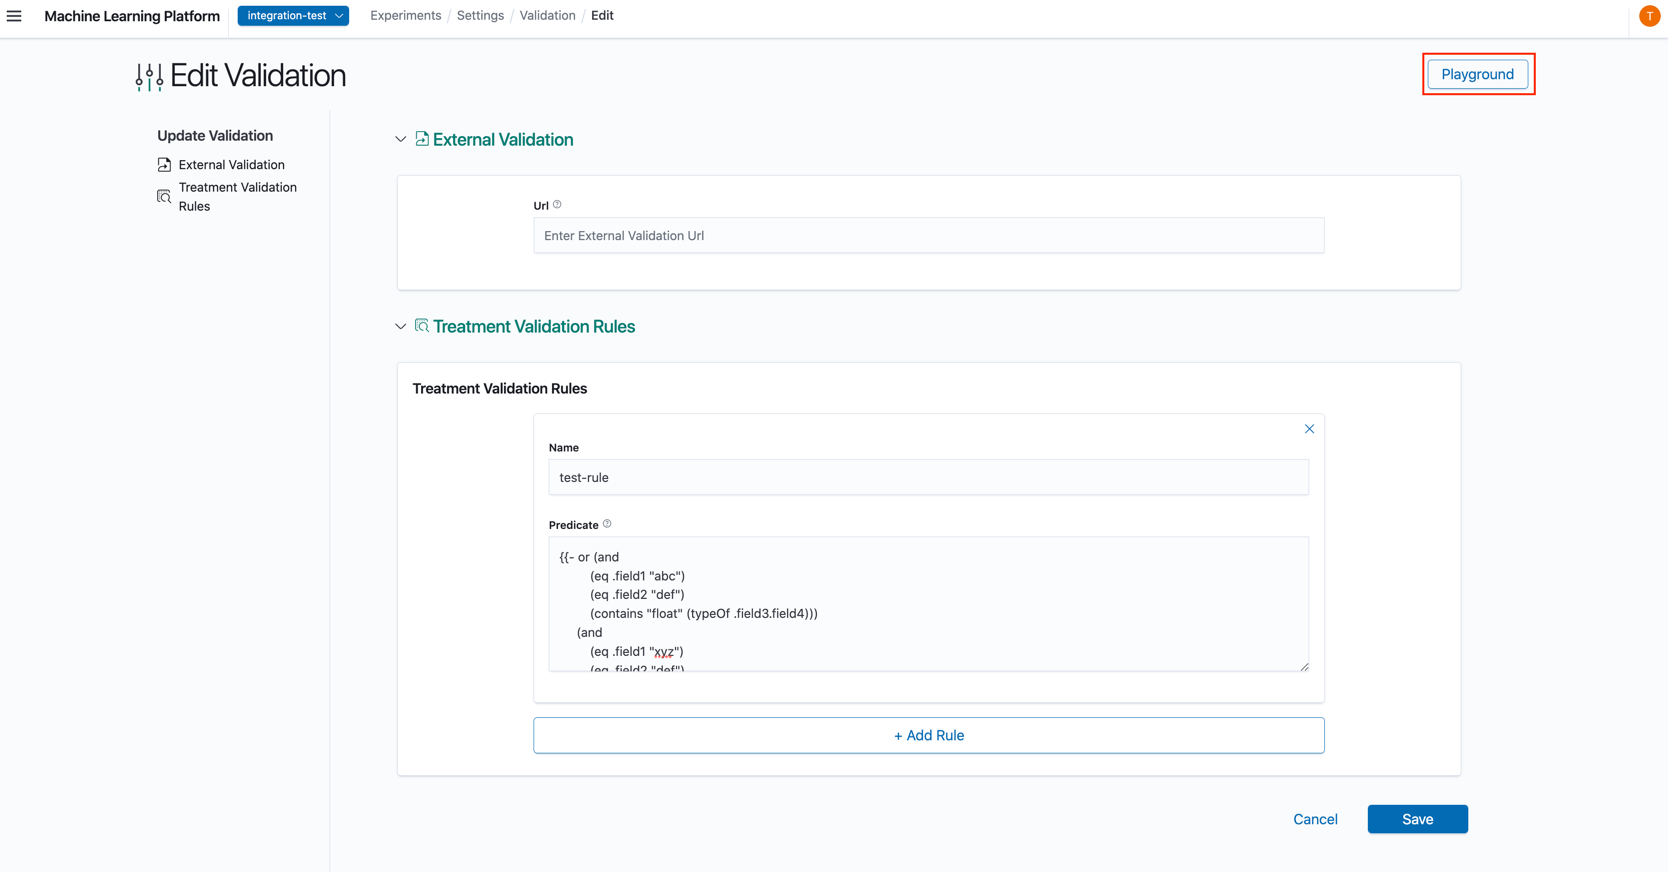 Machine Learning Platform
integration-test
Experiments / Settings / Validation / Edit
T
Edit Validation
Playground
Update Validation
External Validation
Treatment Validation
Rules
External Validation
Url
Enter External Validation Url
Treatment Validation Rules
Treatment Validation Rules
Name
test-rule
Predicate
{{- or (and
(eq .field1 "abc")
(eq .field2 "def")
(contains "float" (typeOf .field3.field4)))
(and
(eq .field1 "xyz")
(eq .field2 "def")
+ Add Rule
Cancel
Save